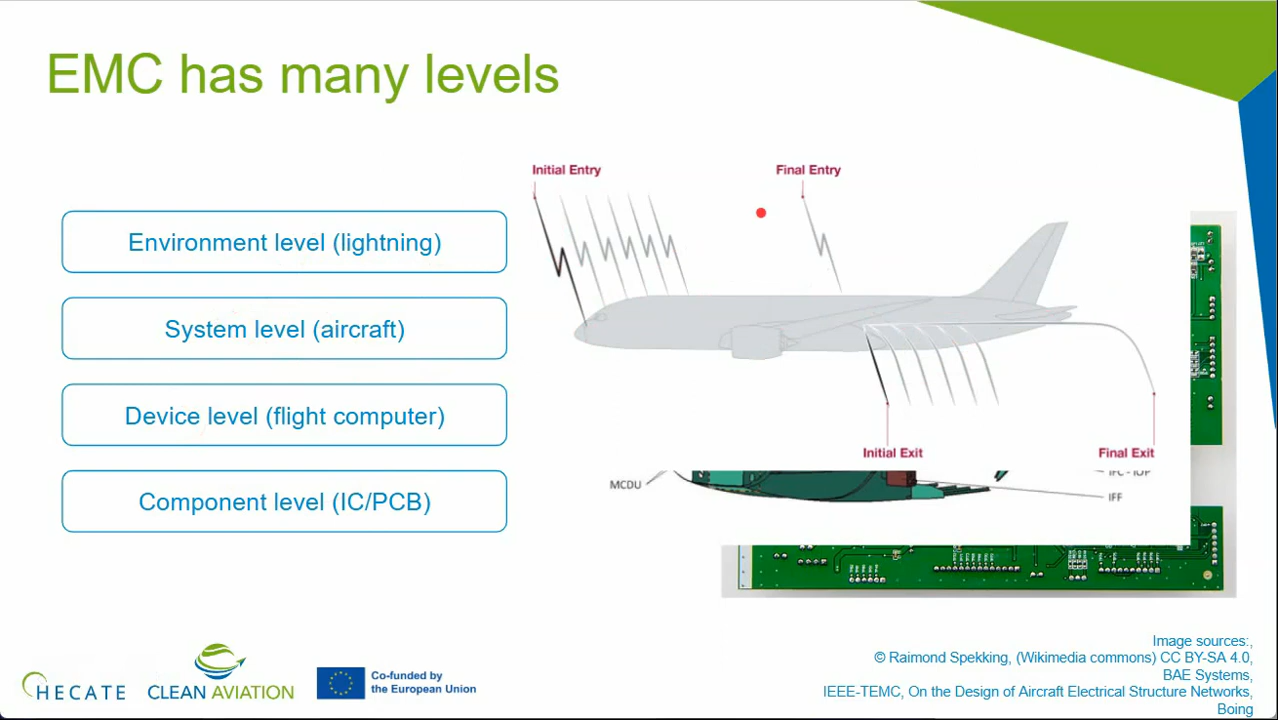 EMC has many levels
Initial Entry
Final Entry
Environment level (lightning)
System level (aircraft)
Device level (flight computer)
Component level (IC/PCB)
Initial Exit
Final Exit
MCDU
IFF
Image sources:,
© Raimond Spekking, (Wikimedia commons) CC BY-SA 4.0,
BAE Systems,
IEEE-TEMC, On the Design of Aircraft Electrical Structure Networks,
Boing
HECATE
CLEAN AVIATION
Co-funded by
the European Union